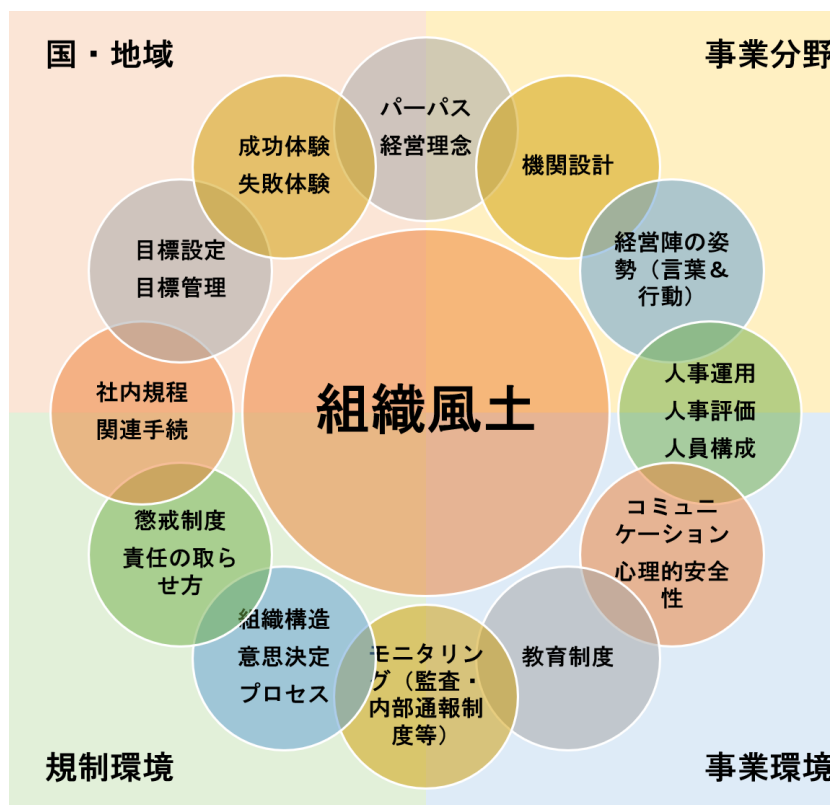 国・地域
事業分野
パーパス
経営理念
機関設計
経営陣の姿
勢（言葉＆
行動）
人事運用
人事評価
人員構成
コミュニ
ケーション
心理的安全
性
教育制度
モニタリン
グ（監査・
内部通報制
度等）
組織構造
意思決定
プロセス
懲戒制度
責任の取ら
せ方
社内規程
関連手続
目標設定
目標管理
成功体験
失敗体験
組織風土
規制環境
事業環境